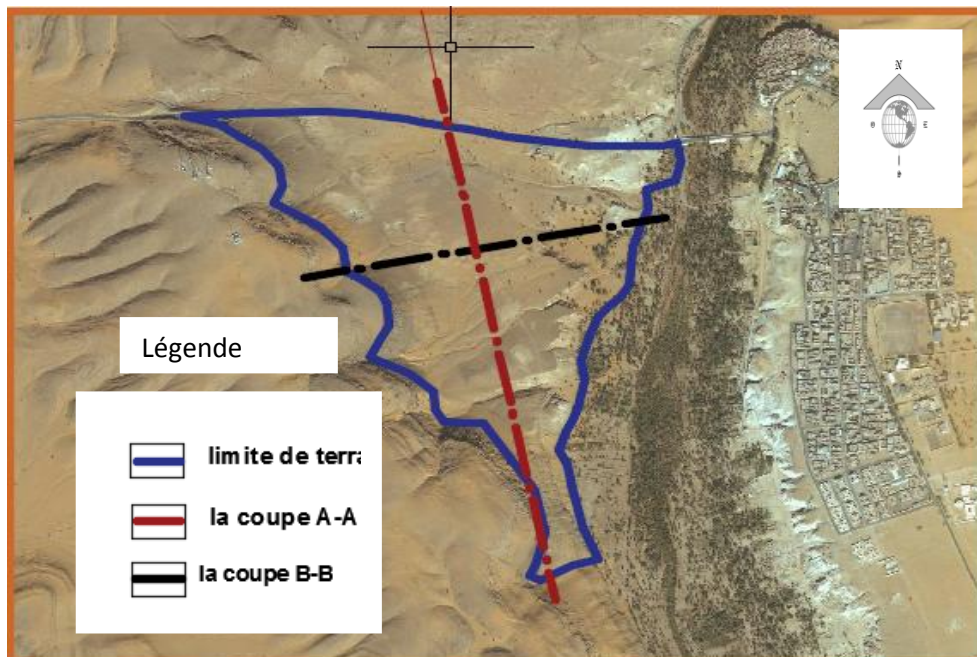 N
E
Légende
limite de terra
la coupe A-A
la coupe B-B